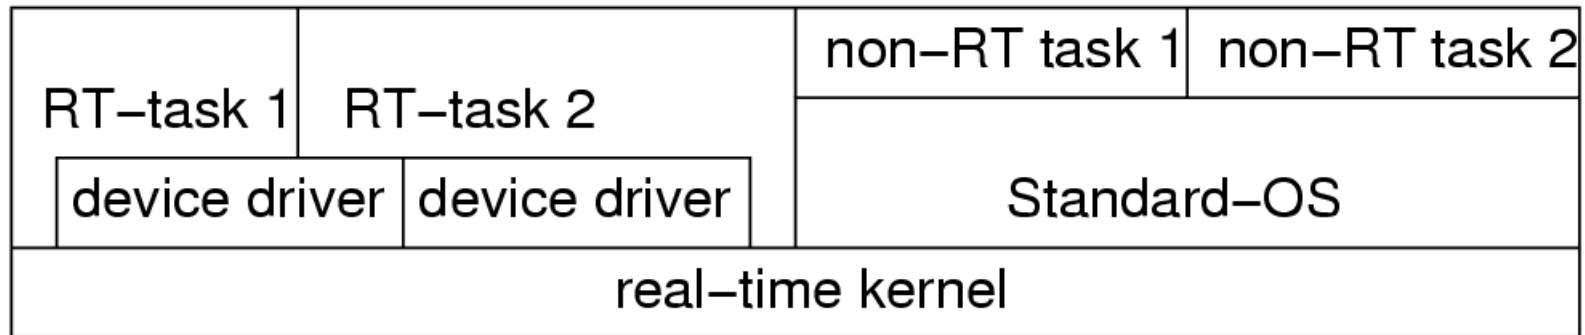 non−RT task 1 non−RT task 2
RT−task 1 RT−task 2
device driver device driver Standard−OS
real−time kernel